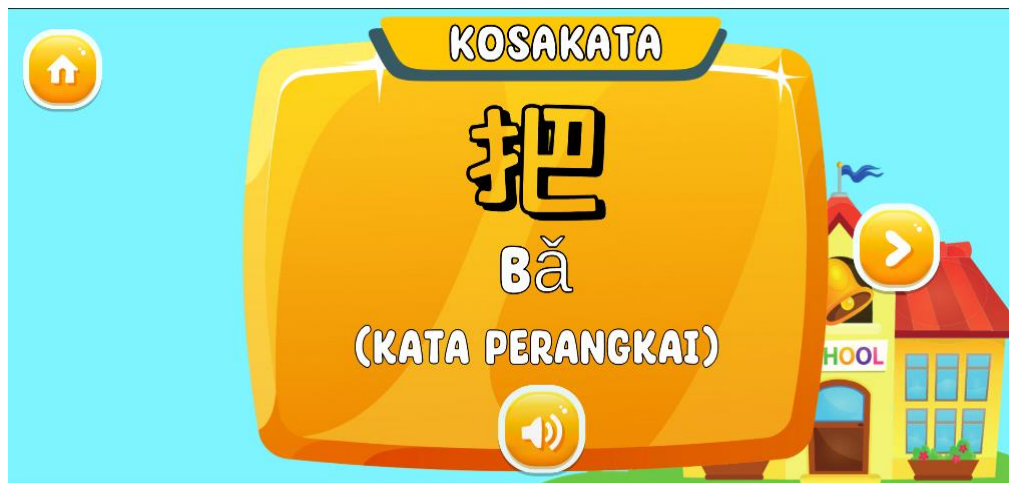 KOSAKATA
把
Bǎ
(KATA PERANGKAI)
HOOL